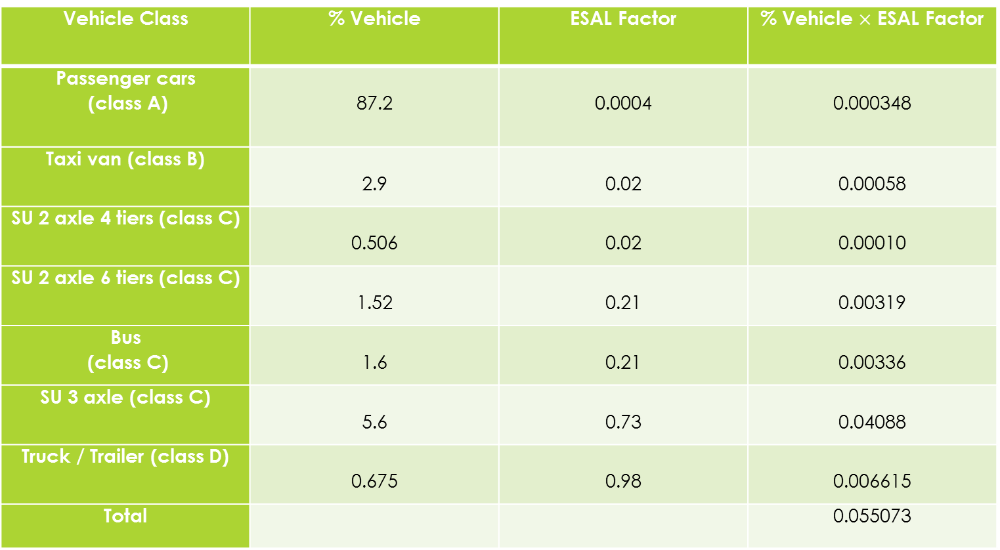 Vehicle Class % Vehicle ESAL Factor % Vehicle × ESAL Factor
Passenger cars
(class A) 87.2 0.0004 0.000348
Taxi van (class B)
2.9 0.02 0.00058
SU 2 axle 4 tiers (class C)
0.506 0.02 0.00010
SU 2 axle 6 tiers (class C)
1.52 0.21 0.00319
Bus
(class C) 1.6 0.21 0.00336
SU 3 axle (class C)
5.6 0.73 0.04088
Truck / Trailer (class D)
0.675 0.98 0.006615
Total 0.055073